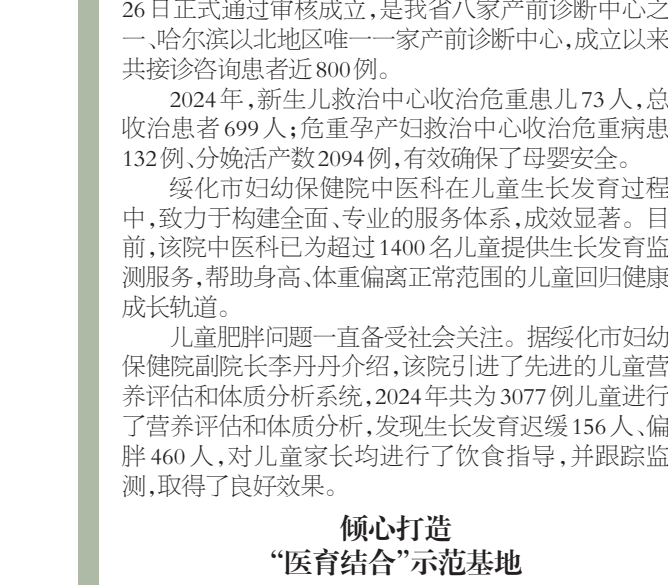 26日正式通过审核成立,是我省八家产前诊断中心之
一、哈尔滨以北地区唯一一家产前诊断中心,成立以来
共接诊咨询患者近800例。
2024年,新生儿救治中心收治危重患儿73人,总
收治患者699人;危重孕产妇救治中心收治危重病患
132例、分娩活产数2094例,有效确保了母婴安全。
绥化市妇幼保健院中医科在儿童生长发育过程
中,致力于构建全面、专业的服务体系,成效显著。目
前,该院中医科已为超过1400名儿童提供生长发育监
测服务,帮助身高、体重偏离正常范围的儿童回归健康
成长轨道。
儿童肥胖问题一直备受社会关注。据绥化市妇幼
保健院副院长李丹丹介绍,该院引进了先进的儿童营
养评估和体质分析系统,2024年共为3077例儿童进行
了营养评估和体质分析,发现生长发育迟缓156人、偏
胖460人,对儿童家长均进行了饮食指导,并跟踪监
测,取得了良好效果。
倾心打造
“医育结合”示范基地